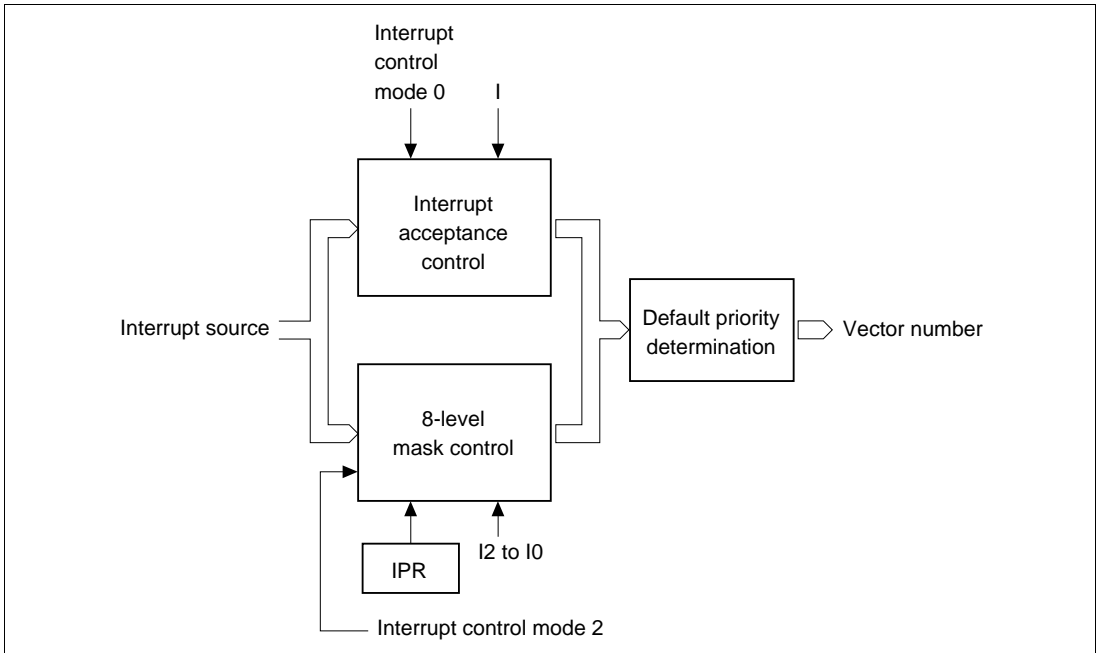 Interrupt
control
mode 0
I
Interrupt
acceptance
control
Interrupt source
Default priority
determination
Vector number
8-level
mask control
I2 to I0
IPR
Interrupt control mode 2